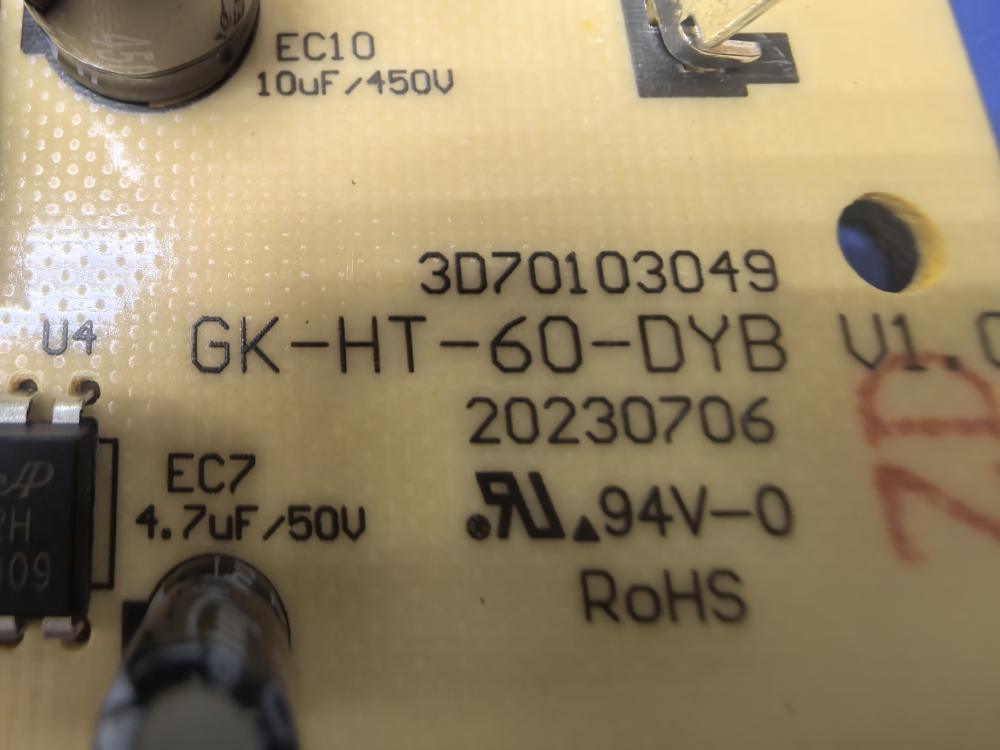 EC10
10uF/450V
3D70103049
U4
GK-HT-60-DYB V1.0
20230706
EC7
4.7uF/50V
94V-0
RoHS